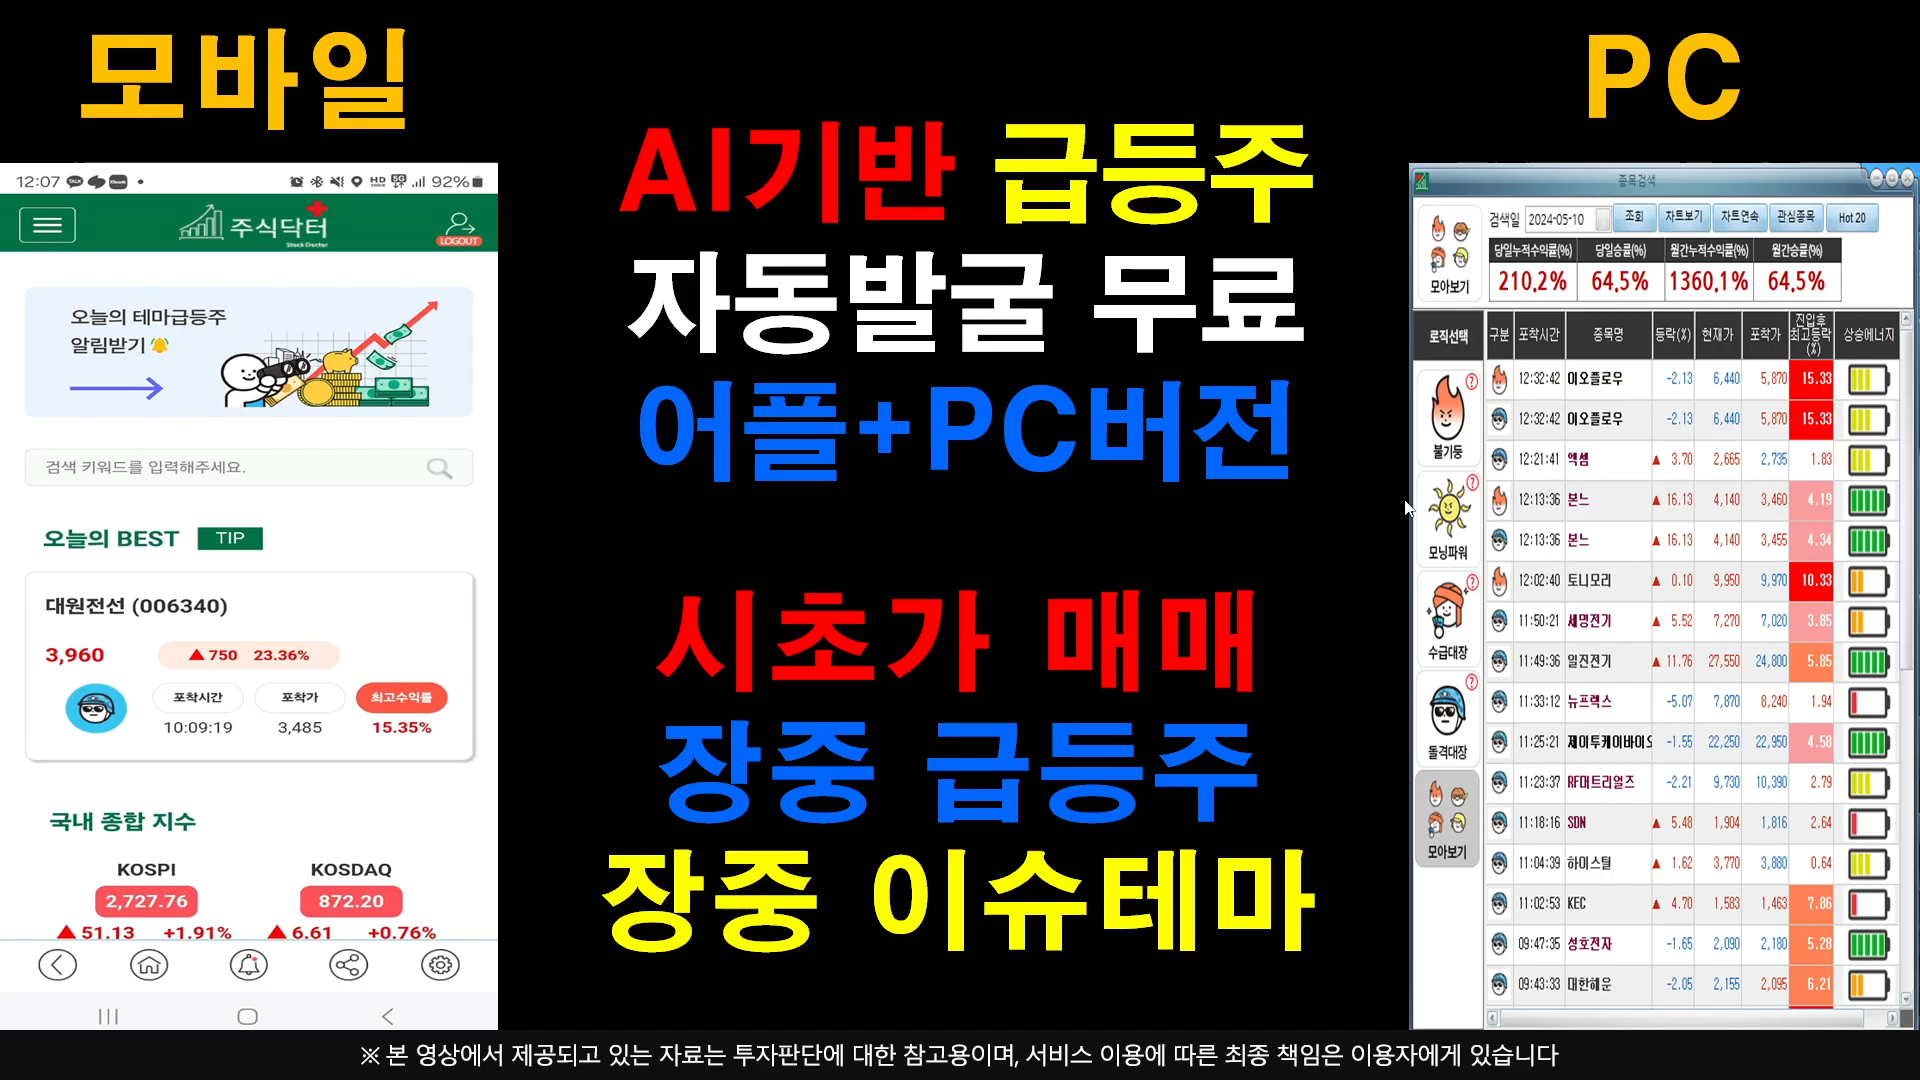 모바일
PC
AI기반 급등주
자동발굴 무료
어플+PC버전
시초가 매매
장중 급등주
장중 이슈테마
12:07
92%
주식닥터
Stock Doctor
LOGOUT
오늘의 테마급등주
알림받기
검색 키워드를 입력해주세요.
오늘의 BEST TIP
대원전선 (006340)
3,960 ▲ 750 23.36%
포착시간 포착가 최고수익률
10:09:19 3,485 15.35%
국내 종합 지수
KOSPI KOSDAQ
2,727.76 872.20
▲ 51.13 +1.91% ▲ 6.61 +0.76%
종목검색
모아보기
검색일 2024-05-10 조회 차트보기 차트연속 관심종목 Hot 20
당일누적수익률(%) 당일승률(%) 월간누적수익률(%) 월간승률(%)
210,2% 64,5% 1360,1% 64,5%
로직선택
불기둥
모닝파워
수급대장
돌격대장
모아보기
구분 포착시간 종목명 등락(%) 현재가 포착가 진입후 최고등락 (%) 상승에너지
12:32:42 이오플로우 -2.13 6,440 5,870 15.33
12:32:42 이오플로우 -2.13 6,440 5,870 15.33
12:21:41 엑셈 ▲ 3.70 2,665 2,735 1.83
12:13:36 본느 ▲ 16.13 4,140 3,460 4.19
12:13:36 본느 ▲ 16.13 4,140 3,455 4.34
12:02:40 토니모리 ▲ 0.10 9,950 9,970 10.33
11:50:21 세명전기 ▲ 5.52 7,270 7,020 3.85
11:49:36 일진전기 ▲ 11.76 27,550 24,800 5.85
11:33:12 뉴프렉스 -5.07 7,870 8,240 1.94
11:25:21 제이투케이바이오 -1.55 22,250 22,950 4.58
11:23:37 RF머트리얼즈 -2.21 9,730 10,390 2.79
11:18:16 SDN ▲ 5.48 1,904 1,816 2.64
11:04:39 하이스틸 ▲ 1.62 3,770 3,880 0.64
11:02:53 KEC ▲ 4.70 1,583 1,463 7.86
09:47:35 성호전자 -1.65 2,090 2,180 5.28
09:43:33 대한해운 -2.05 2,155 2,095 6.21
※ 본 영상에서 제공되고 있는 자료는 투자판단에 대한 참고용이며, 서비스 이용에 따른 최종 책임은 이용자에게 있습니다